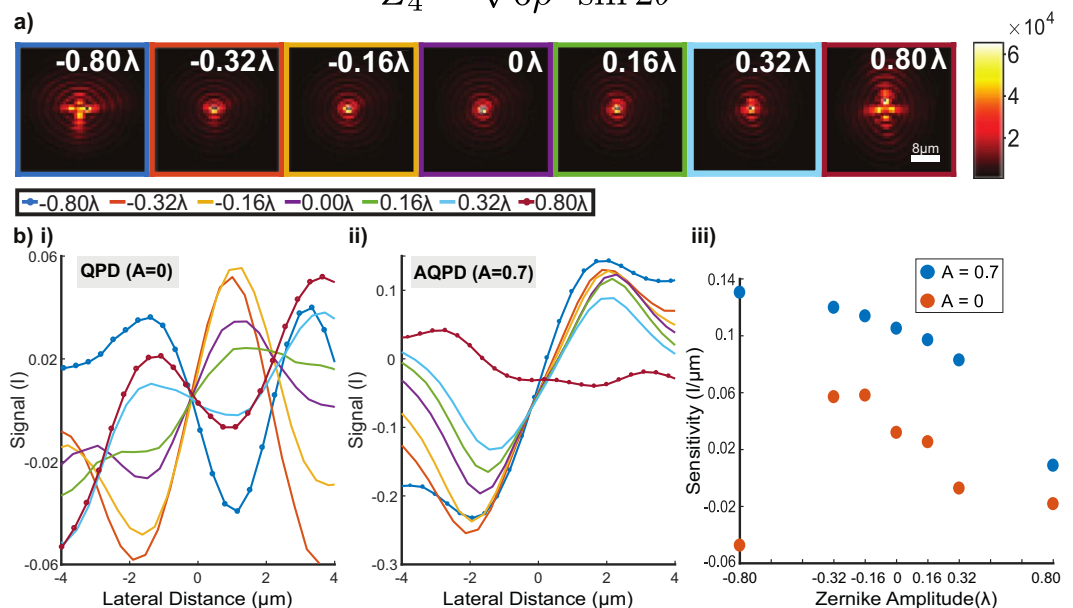 a)
-0.80λ -0.32λ -0.16λ 0λ 0.16λ 0.32λ 0.80λ
8μm
×10⁴
6
4
2
-0.80λ -0.32λ -0.16λ 0.00λ 0.16λ 0.32λ 0.80λ
b) i)
QPD (A=0)
Signal (I)
0.06
0.02
-0.02
-0.06
-4 -2 0 2 4
Lateral Distance (μm)
ii)
AQPD (A=0.7)
Signal (I)
0.1
0
-0.1
-0.2
-0.3
-4 -2 0 2 4
Lateral Distance (μm)
iii)
A = 0.7
A = 0
Sensitivity (I/μm)
0.14
0.1
0.06
0.02
-0.02
-0.06
-0.80 -0.32 -0.16 0 0.16 0.32 0.80
Zernike Amplitude(λ)